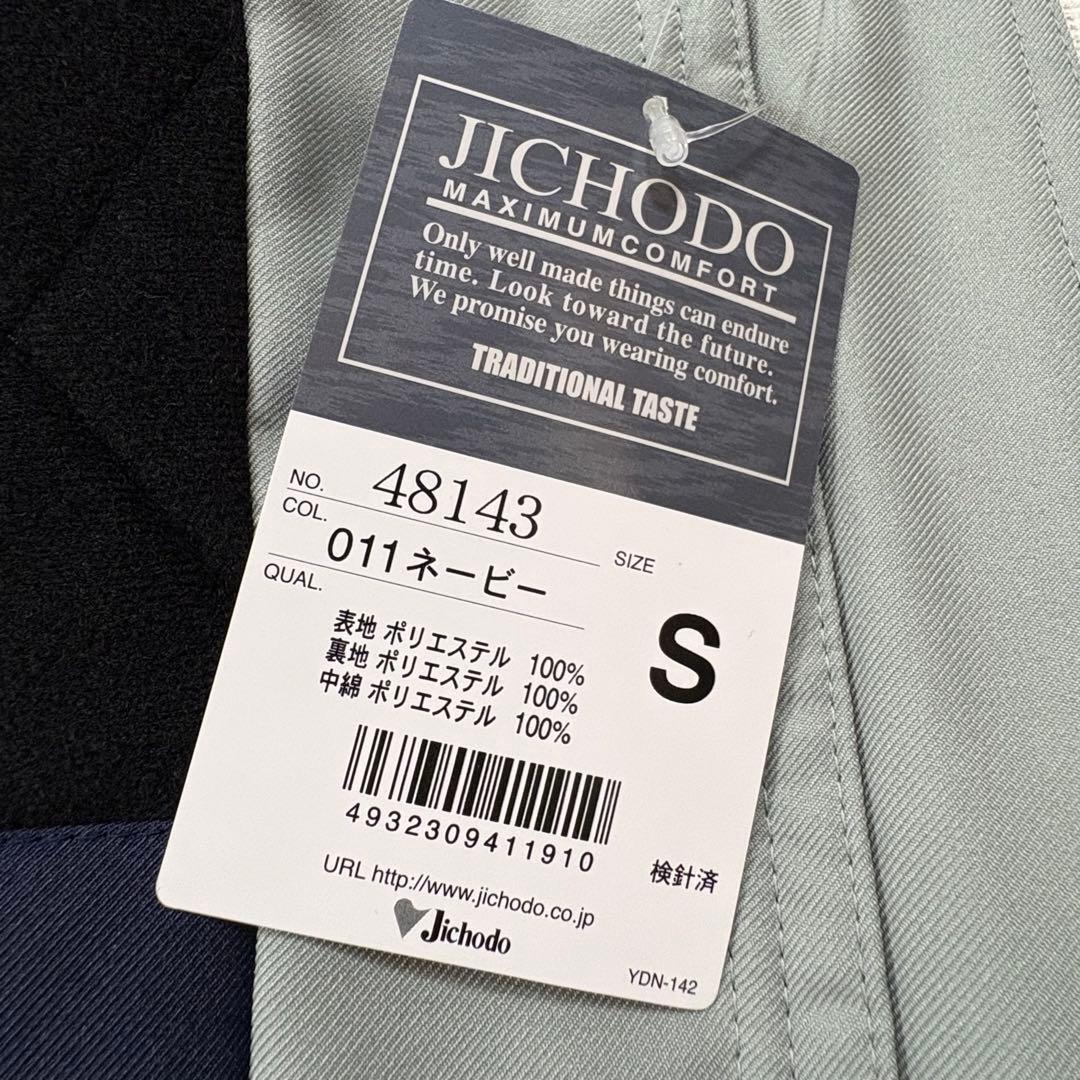 JICHODO
MAXIMUMCOMFORT
Only well made things can endure
time. Look toward the future.
We promise you wearing comfort.
TRADITIONAL TASTE
NO. 48143
COL. 011ネービー
SIZE
S
QUAL.
表地 ポリエステル 100%
裏地 ポリエステル 100%
中綿 ポリエステル 100%
4932309411910
検針済
URL http://www.jichodo.co.jp
Jichodo
YDN-142